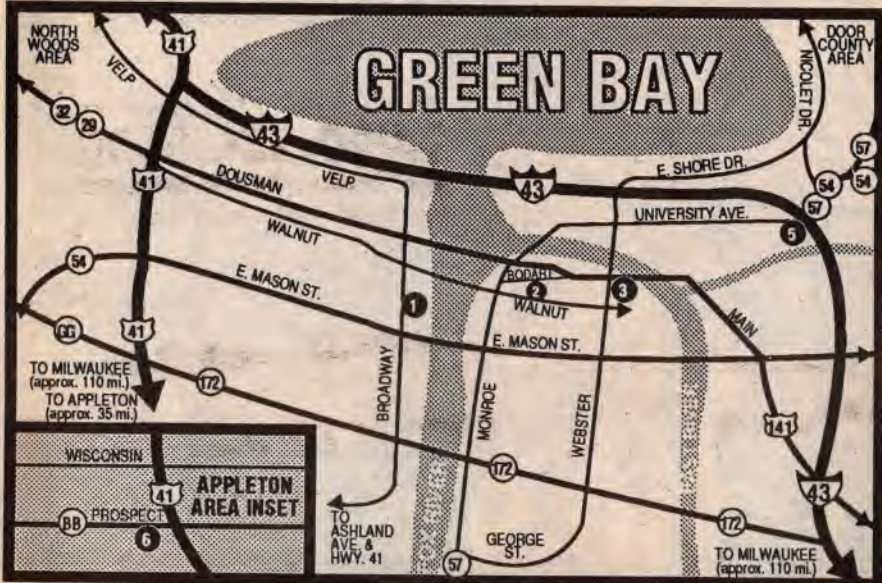 NORTH
WOODS
AREA
41
VELP
GREEN BAY
DOOR
COUNTY
AREA
NICOLET DR.
32
29
43
57
E. SHORE DR.
54
54
57
41
DOUSMAN
VELP
43
UNIVERSITY AVE.
5
WALNUT
54
E. MASON ST.
BODART
2
3
WALNUT
1
MAIN
GG
41
E. MASON ST.
TO MILWAUKEE
(approx. 110 mi.)
TO APPLETON
(approx. 35 mi.)
172
BROADWAY
MONROE
WEBSTER
141
WISCONSIN
41
APPLETON
AREA INSET
BB
PROSPECT
6
172
43
TO
ASHLAND
AVE. &
HWY. 41
GEORGE
ST.
57
172
TO MILWAUKEE
(approx. 110 mi.)